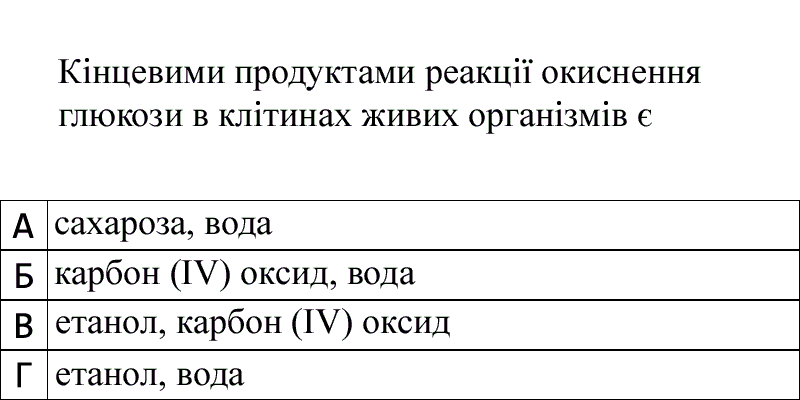 Кінцевими продуктами реакції окиснення
глюкози в клітинах живих організмів є
А сахароза, вода
Б карбон (IV) оксид, вода
В етанол, карбон (IV) оксид
Г етанол, вода